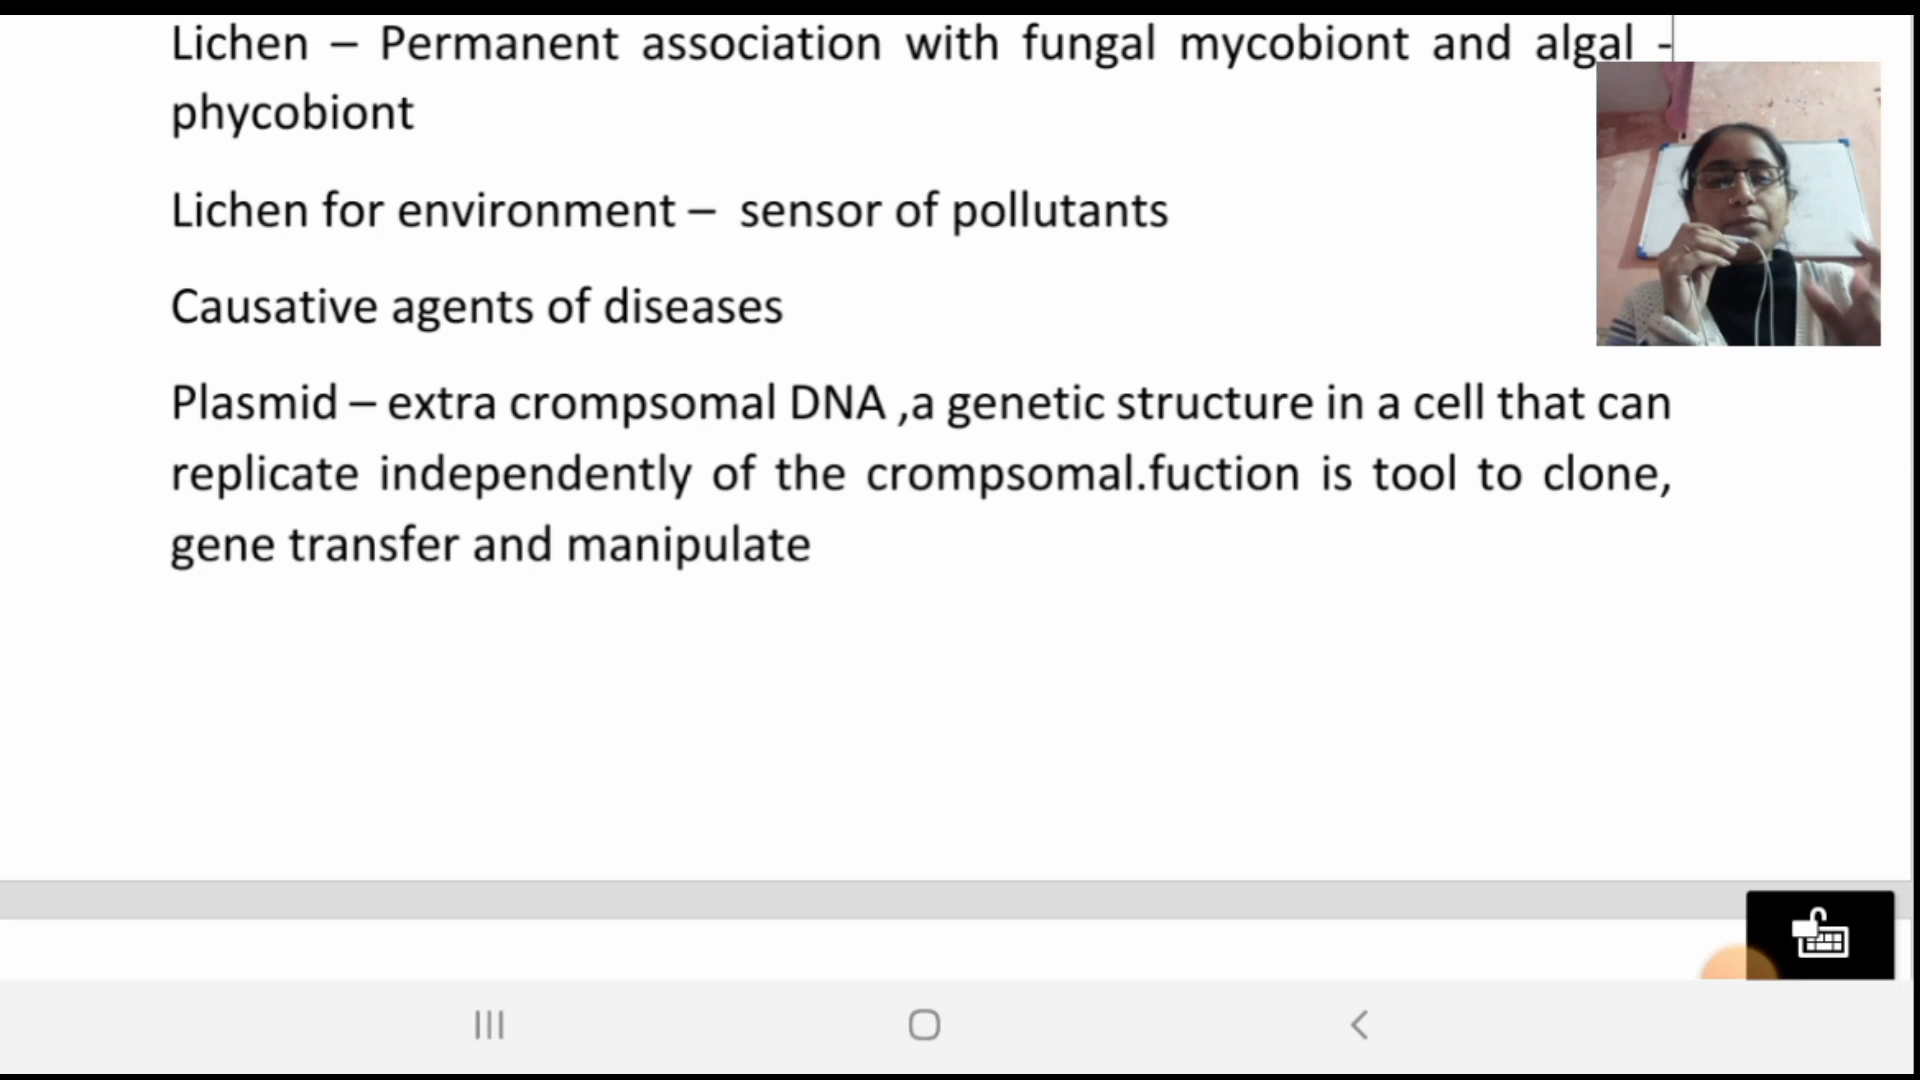 Lichen – Permanent association with fungal mycobiont and algal -
phycobiont
Lichen for environment – sensor of pollutants
Causative agents of diseases
Plasmid – extra crompsomal DNA ,a genetic structure in a cell that can
replicate independently of the crompsomal.fuction is tool to clone,
gene transfer and manipulate